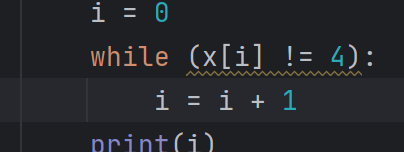 i = 0
while (x[i] != 4):
i = i + 1
print(i)